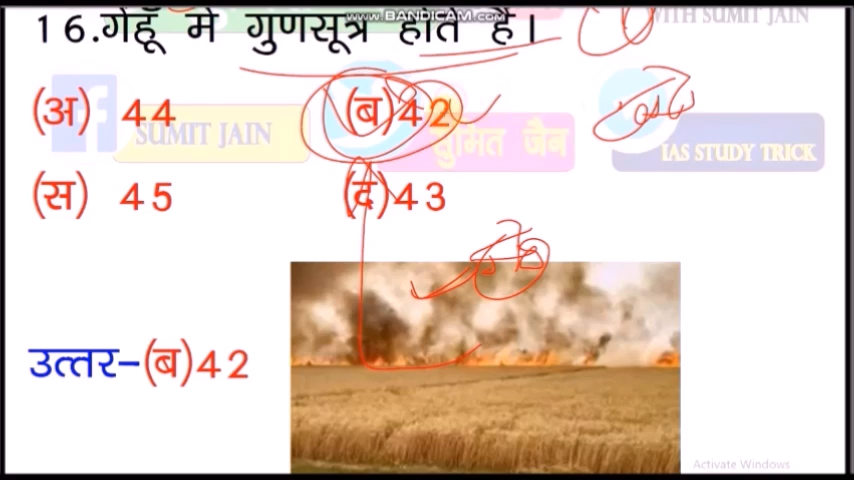 WWW.BANDICAM.COM
16.गेहूँ मे गुणसूत्र होते है।
WITH SUMIT JAIN
(अ) 44 (ब) 42
SUMIT JAIN सुमित जैन IAS STUDY TRICK
(स) 45 (द) 43
उत्तर-(ब) 42
Activate Windows